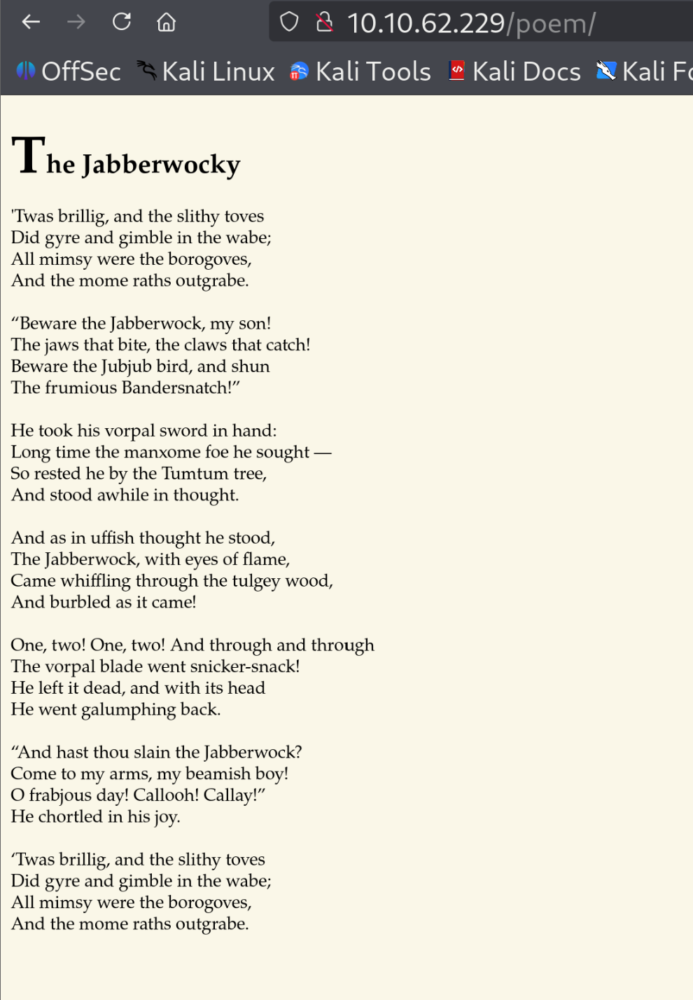 10.10.62.229/poem/
OffSec Kali Linux Kali Tools Kali Docs Kali Fo
The Jabberwocky
'Twas brillig, and the slithy toves
Did gyre and gimble in the wabe;
All mimsy were the borogoves,
And the mome raths outgrabe.
“Beware the Jabberwock, my son!
The jaws that bite, the claws that catch!
Beware the Jubjub bird, and shun
The frumious Bandersnatch!”
He took his vorpal sword in hand:
Long time the manxome foe he sought —
So rested he by the Tumtum tree,
And stood awhile in thought.
And as in uffish thought he stood,
The Jabberwock, with eyes of flame,
Came whiffling through the tulgey wood,
And burbled as it came!
One, two! One, two! And through and through
The vorpal blade went snicker-snack!
He left it dead, and with its head
He went galumphing back.
“And hast thou slain the Jabberwock?
Come to my arms, my beamish boy!
O frabjous day! Callooh! Callay!”
He chortled in his joy.
‘Twas brillig, and the slithy toves
Did gyre and gimble in the wabe;
All mimsy were the borogoves,
And the mome raths outgrabe.